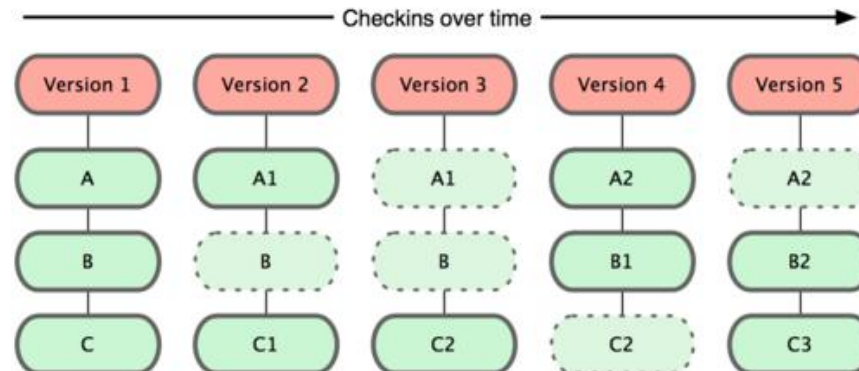 Checkins over time
Version 1 Version 2 Version 3 Version 4 Version 5
A A1 A1 A2 A2
B B B B1 B2
C C1 C2 C2 C3